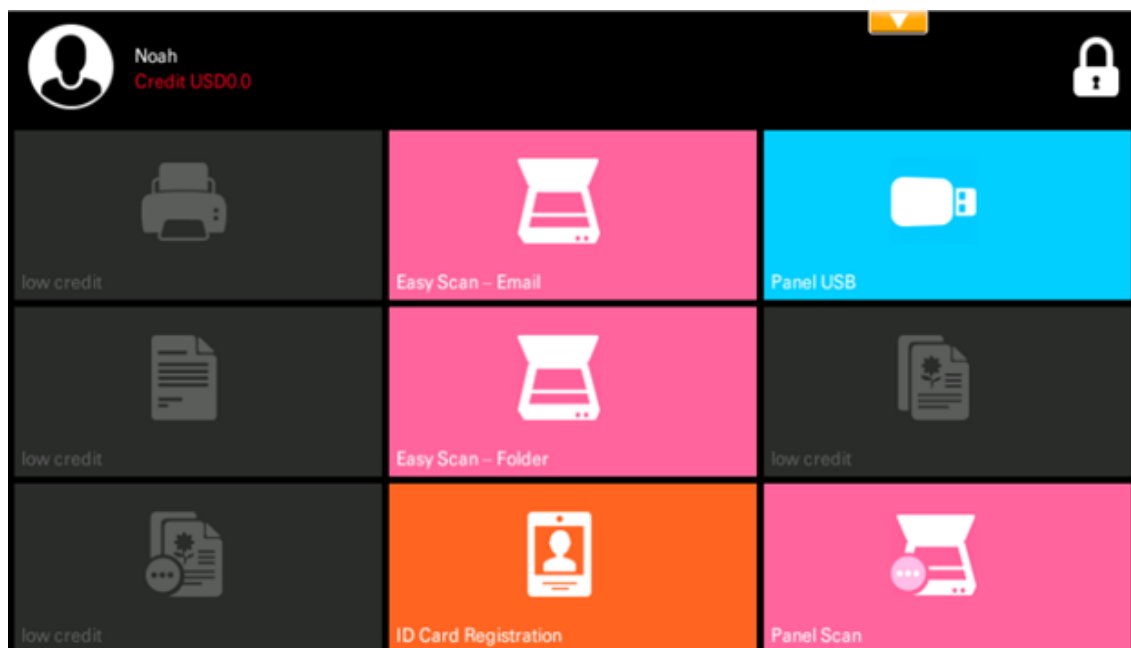 Noah
Credit USD0.0
low credit
Easy Scan – Email
Panel USB
low credit
Easy Scan – Folder
low credit
low credit
ID Card Registration
Panel Scan